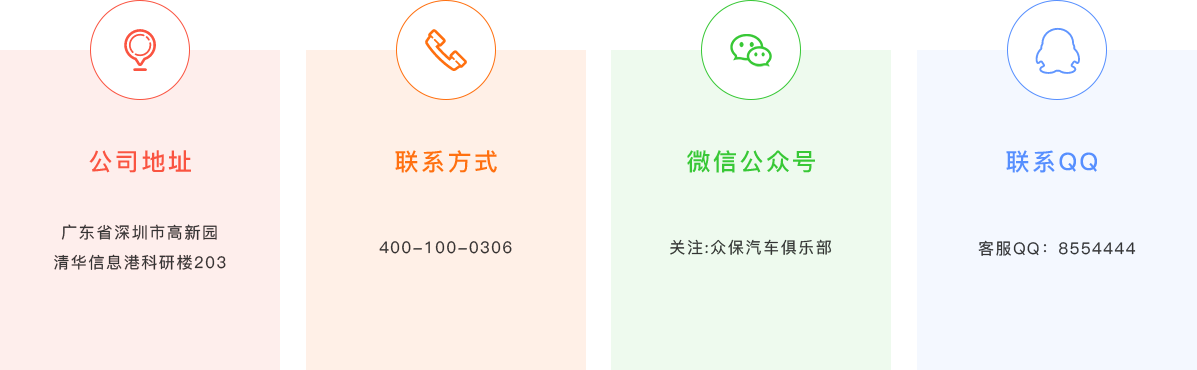 公司地址
广东省深圳市高新园
清华信息港科研楼203
联系方式
400-100-0306
微信公众号
关注:众保汽车俱乐部
联系QQ
客服QQ：8554444